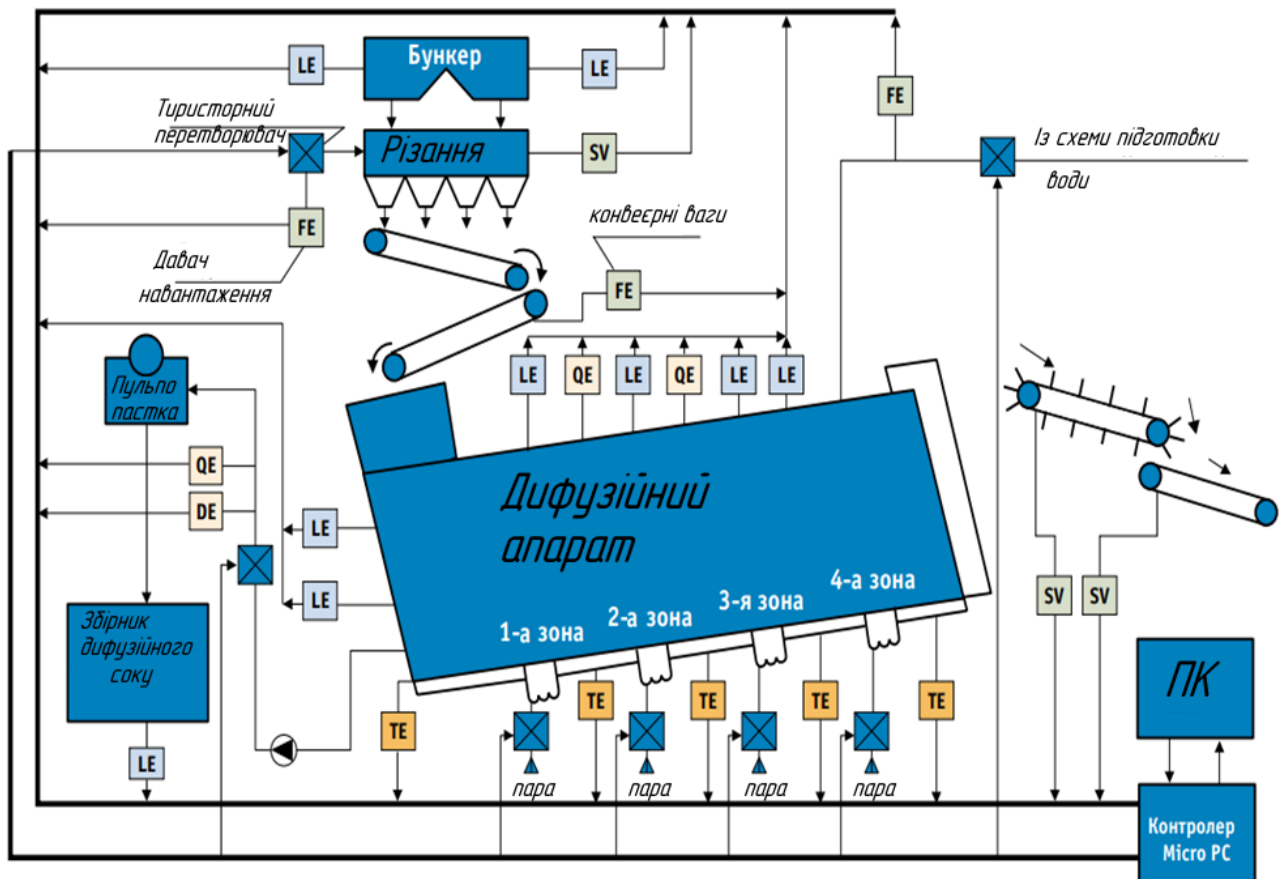 Бункер
LE
LE
FE
Тиристорний
перетворювач
Різання
SV
Із схеми підготовки
води
FE
конвеєрні ваги
Давач
навантаження
FE
LE
QE
LE
QE
LE
LE
Пульпо
пастка
QE
DE
LE
LE
Дифузійний
апарат
Збірник
дифузійного
соку
1-а зона
2-а зона
3-я зона
4-а зона
SV
SV
TE
TE
TE
TE
TE
LE
пара
пара
пара
пара
ПК
Контролер
Micro PC